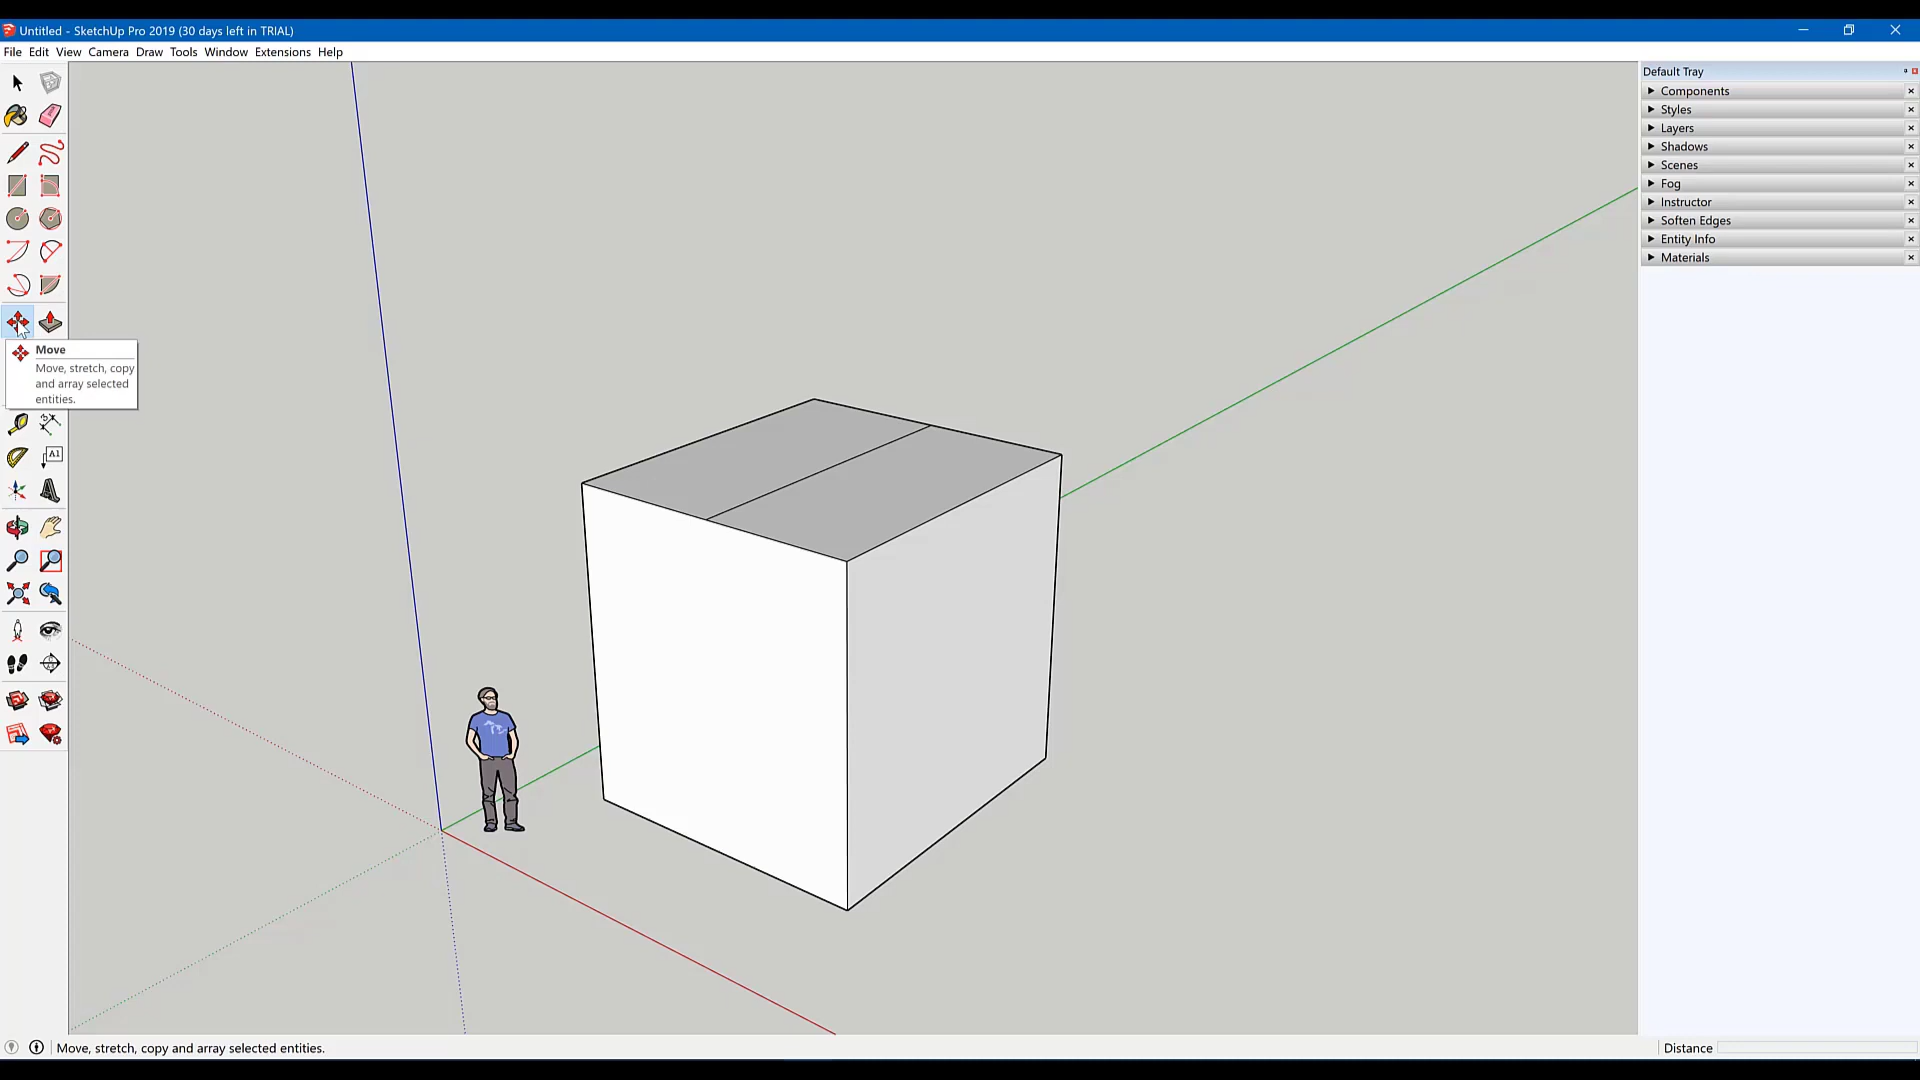 Untitled - SketchUp Pro 2019 (30 days left in TRIAL)
File Edit View Camera Draw Tools Window Extensions Help
Default Tray
Components
Styles
Layers
Shadows
Scenes
Fog
Instructor
Soften Edges
Entity Info
Materials
Move
Move, stretch, copy
and array selected
entities.
A1
Move, stretch, copy and array selected entities.
Distance